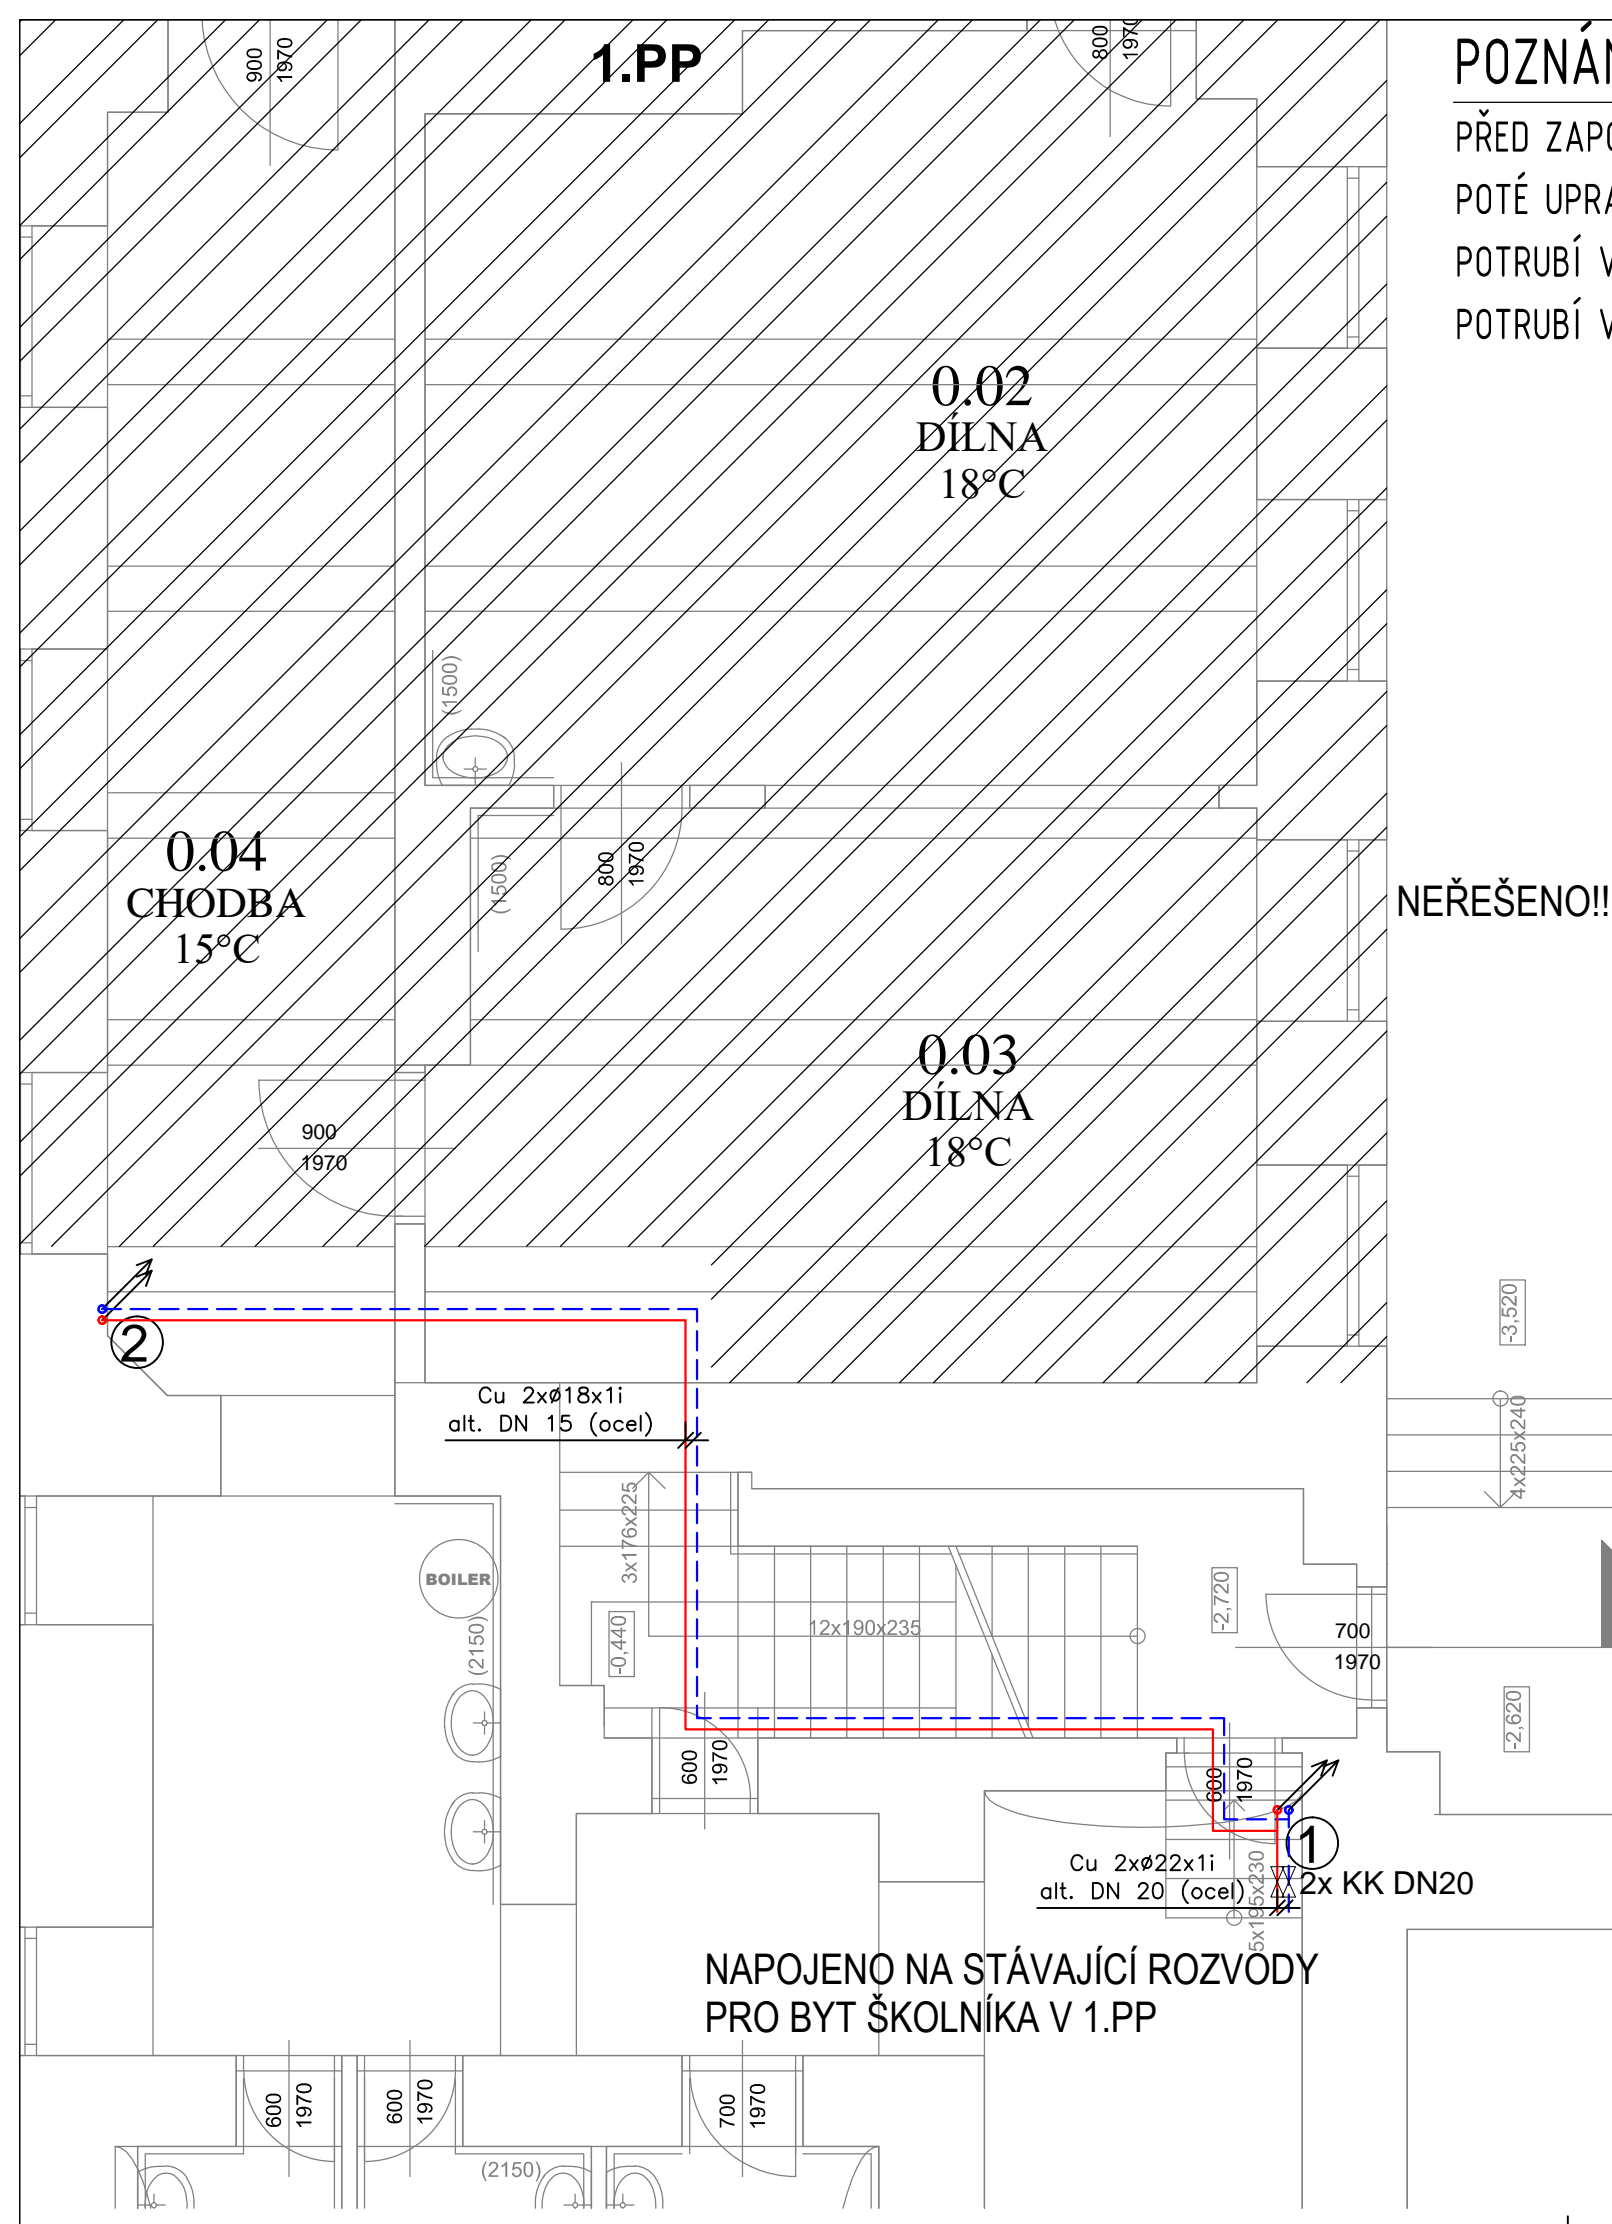 900
1970
1.PP
800
1970
POZNÁ
PŘED ZAP
POTÉ UPRA
POTRUBÍ V
POTRUBÍ V
0.02
DÍLNA
18°C
(1500)
(1500)
800
1970
0.04
CHODBA
15°C
NEŘEŠENO!!
0.03
DÍLNA
18°C
900
1970
-3,520
2
Cu 2xø18x1i
alt. DN 15 (ocel)
4x225x240
3x176x225
BOILER
(2150)
-0,440
12x190x235
-2,720
700
1970
-2,620
600
1970
600
1970
1
Cu 2xø22x1i
alt. DN 20 (ocel)
2x KK DN20
5x195x230
NAPOJENO NA STÁVAJÍCÍ ROZVODY
PRO BYT ŠKOLNÍKA V 1.PP
600
1970
600
1970
700
1970
(2150)